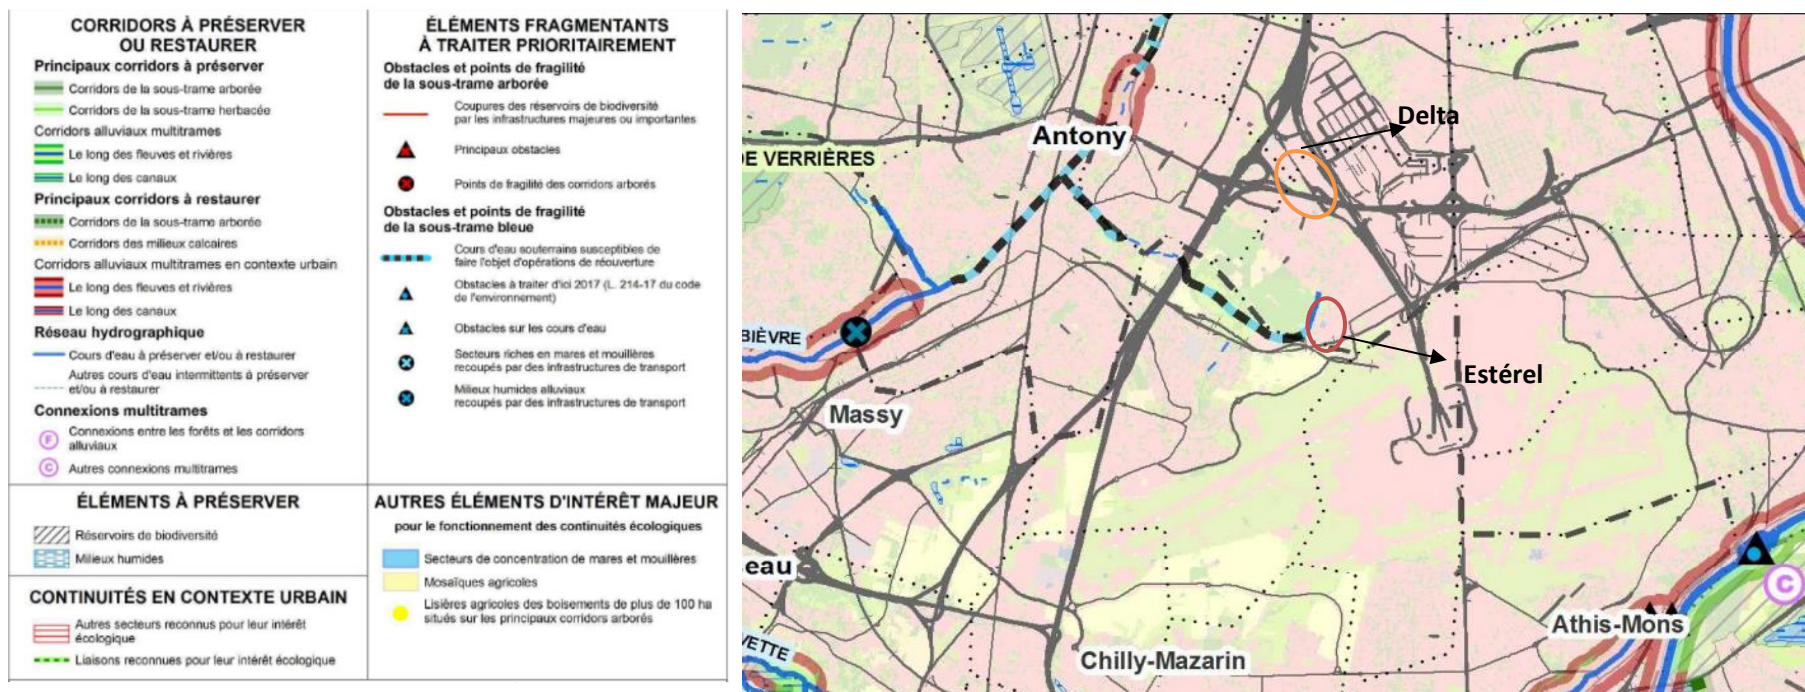 CORRIDORS À PRÉSERVER
OU RESTAURER
Principaux corridors à préserver
Corridors de la sous-trame arborée
Corridors de la sous-trame herbacée
Corridors alluviaux multitrames
Le long des fleuves et rivières
Le long des canaux
Principaux corridors à restaurer
Corridors de la sous-trame arborée
Corridors des milieux calcaires
Corridors alluviaux multitrames en contexte urbain
Le long des fleuves et rivières
Le long des canaux
Réseau hydrographique
Cours d'eau à préserver et/ou à restaurer
Autres cours d'eau intermittents à préserver
et/ou à restaurer
Connexions multitrames
F
Connexions entre les forêts et les corridors
alluviaux
C
Autres connexions multitrames
ÉLÉMENTS À PRÉSERVER
Réservoirs de biodiversité
Milieux humides
CONTINUITÉS EN CONTEXTE URBAIN
Autres secteurs reconnus pour leur intérêt
écologique
Liaisons reconnues pour leur intérêt écologique
ÉLÉMENTS FRAGMENTANTS
À TRAITER PRIORITAIREMENT
Obstacles et points de fragilité
de la sous-trame arborée
Coupures des réservoirs de biodiversité
par les infrastructures majeures ou importantes
Principaux obstacles
Points de fragilité des corridors arborés
Obstacles et points de fragilité
de la sous-trame bleue
Cours d'eau souterrains susceptibles de
faire l'objet d'opérations de réouverture
Obstacles à traiter d'ici 2017 (L. 214-17 du code
de l'environnement)
Obstacles sur les cours d'eau
Secteurs riches en mares et mouillères
recoupés par des infrastructures de transport
Milieux humides alluviaux
recoupés par des infrastructures de transport
AUTRES ÉLÉMENTS D'INTÉRÊT MAJEUR
pour le fonctionnement des continuités écologiques
Secteurs de concentration de mares et mouillères
Mosaïques agricoles
Lisières agricoles des boisements de plus de 100 ha
situés sur les principaux corridors arborés
Delta
Antony
DE VERRIÈRES
BIÈVRE
Estérel
Massy
eau
C
Athis-Mons
VETTE
Chilly-Mazarin